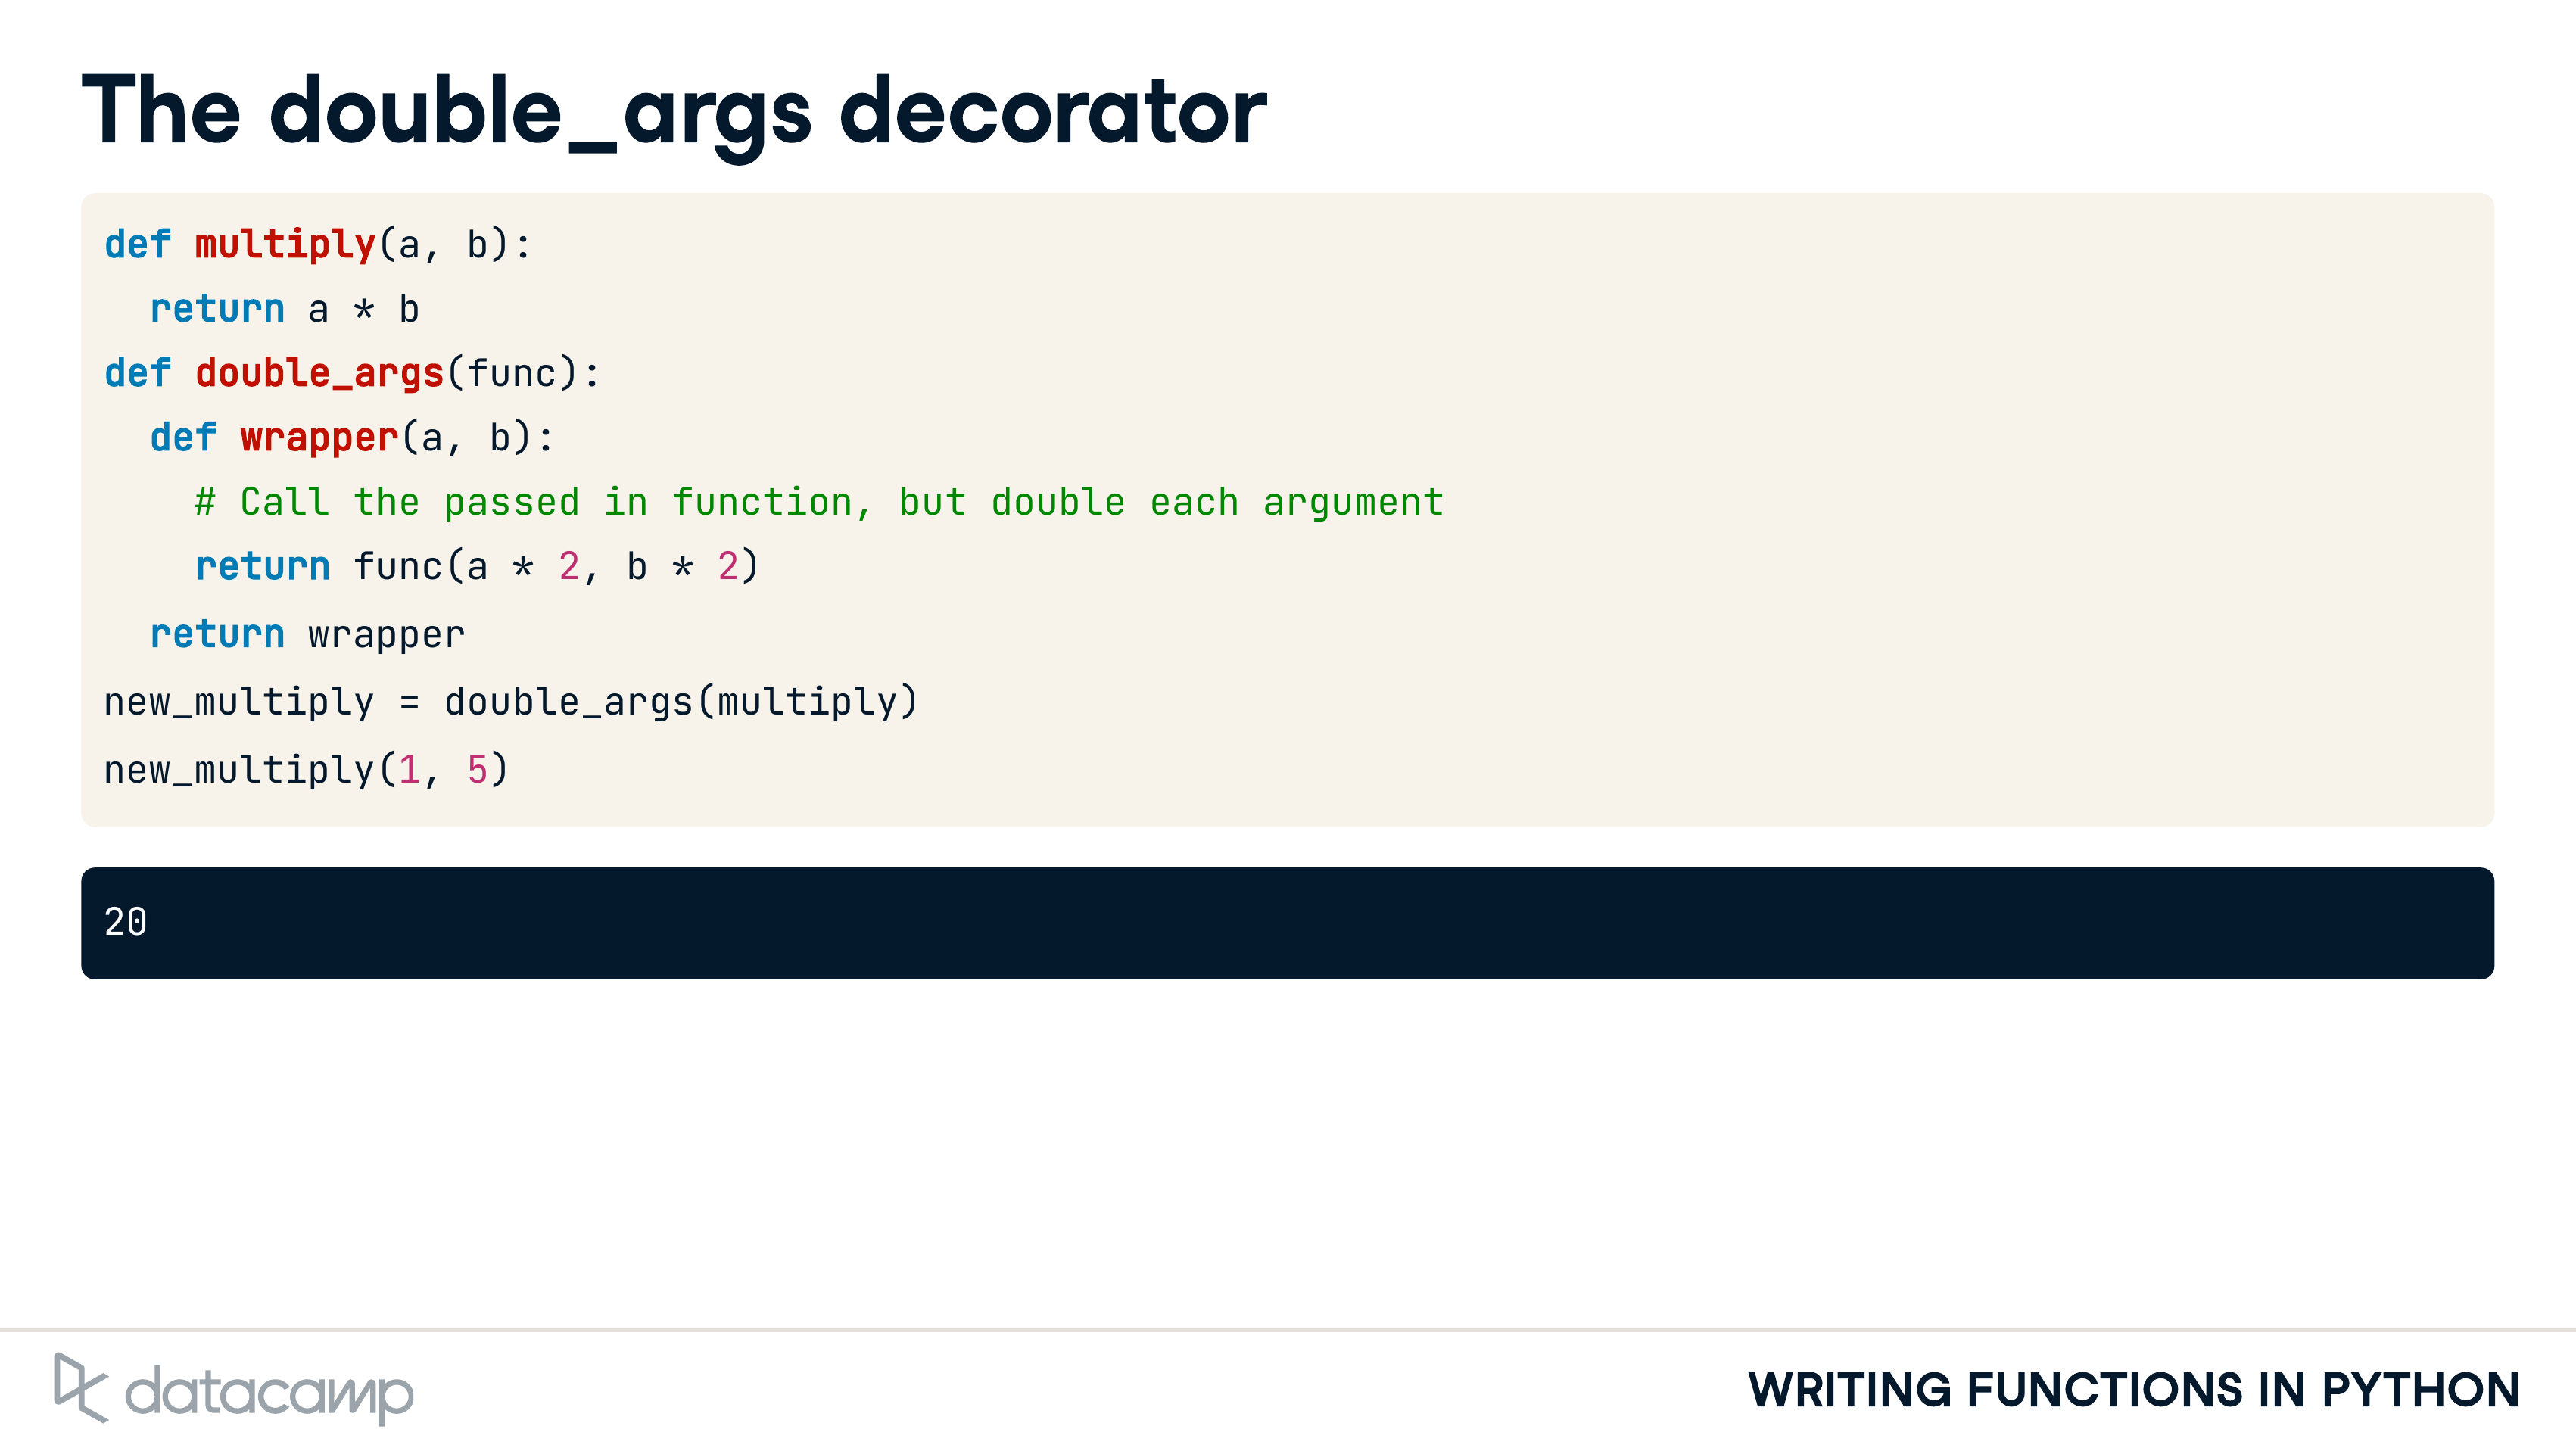 The double_args decorator
def multiply(a, b):
  return a * b
def double_args(func):
  def wrapper(a, b):
    # Call the passed in function, but double each argument
    return func(a * 2, b * 2)
  return wrapper
new_multiply = double_args(multiply)
new_multiply(1, 5)
20
datacamp
WRITING FUNCTIONS IN PYTHON